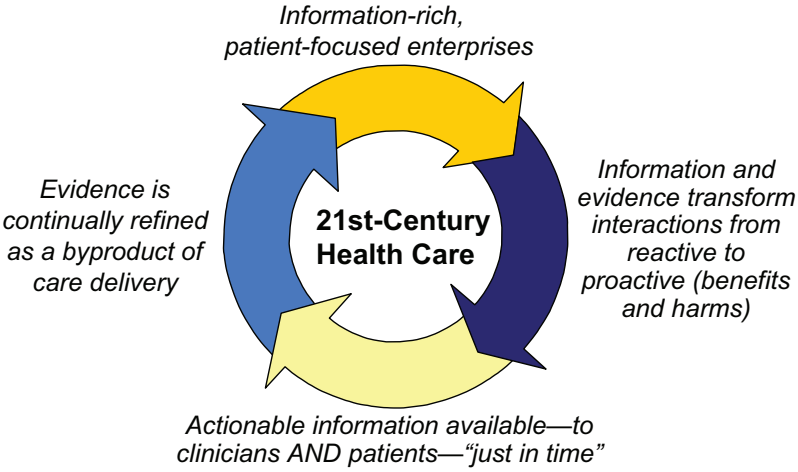 Information-rich,
patient-focused enterprises
Information and
evidence transform
interactions from
reactive to
proactive (benefits
and harms)
Actionable information available—to
clinicians AND patients—“just in time”
Evidence is
continually refined
as a byproduct of
care delivery
21st-Century
Health Care